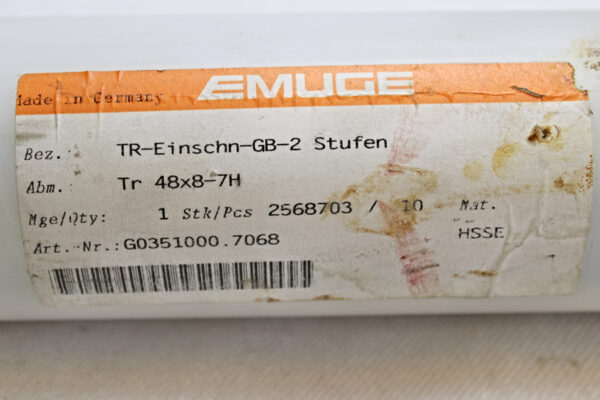 EMUGE
Made in Germany
Bez. : TR-Einschn-GB-2 Stufen
Abm. : Tr 48x8-7H
Mge/Qty: 1 Stk/Pcs 2568703 / 10 Mat.
HSSE
Art.-Nr.:G0351000.7068